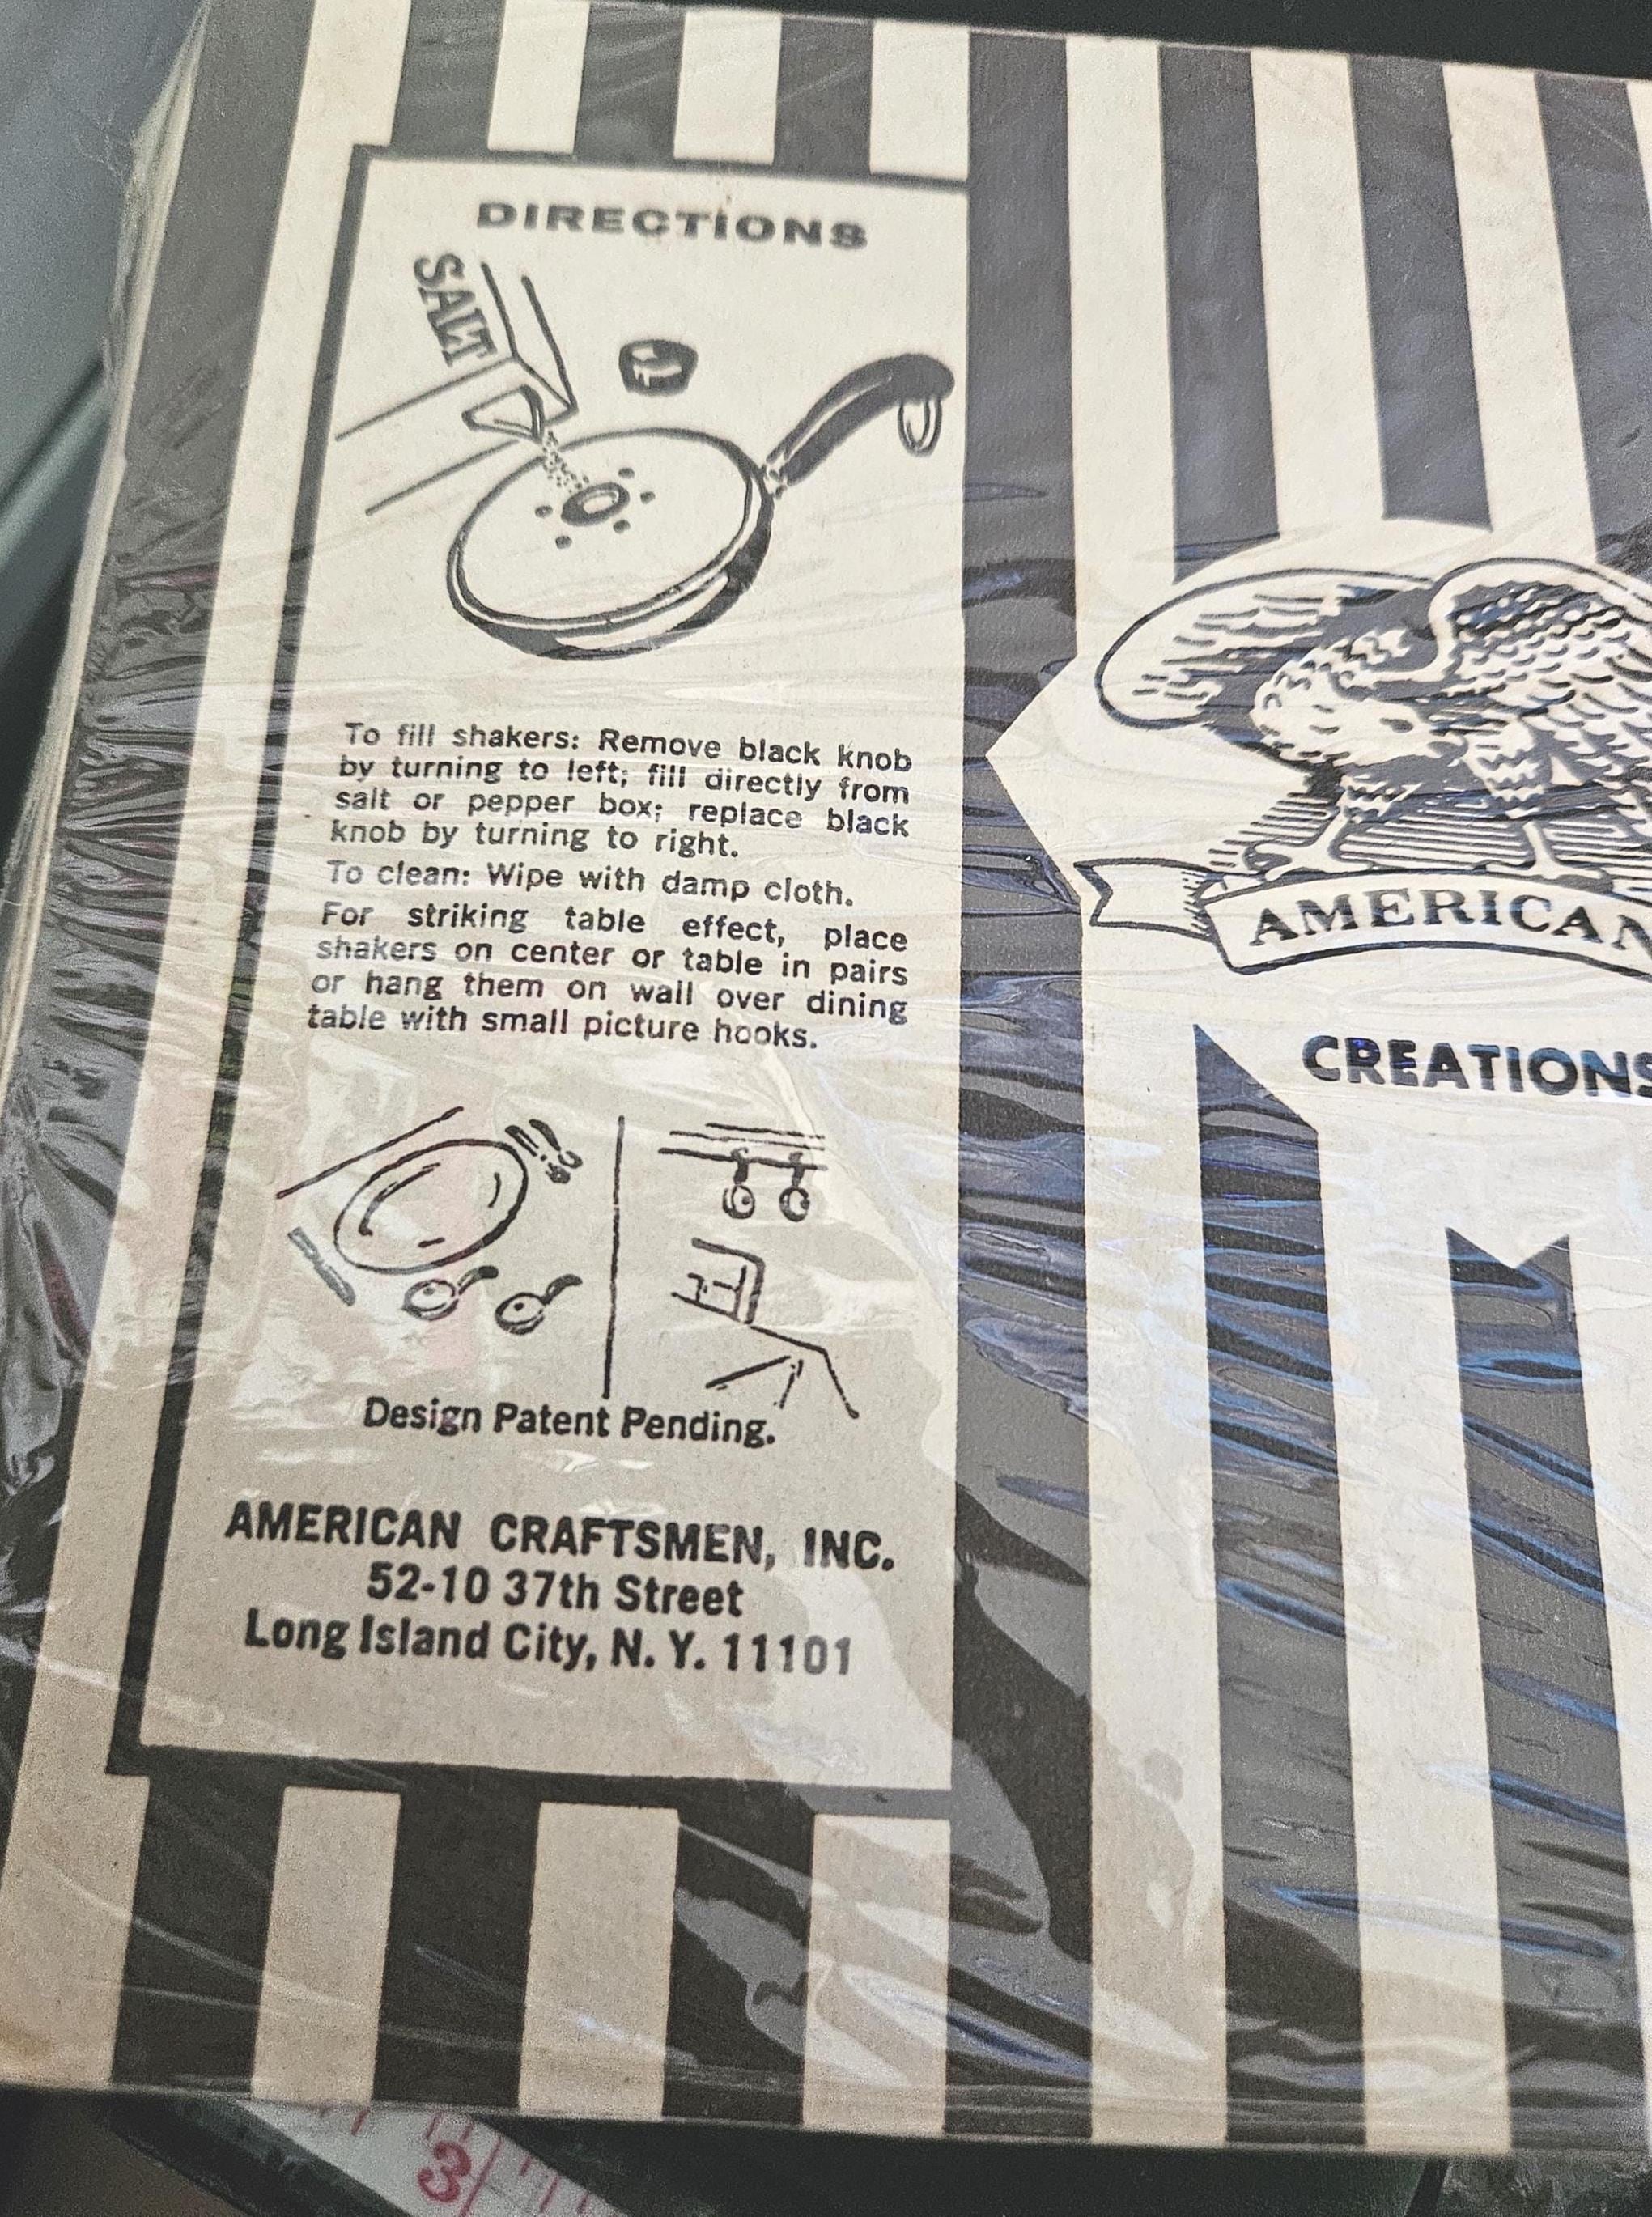 DIRECTIONS
SALT
To fill shakers: Remove black knob
by turning to left; fill directly from
salt or pepper box; replace black
knob by turning to right.
To clean: Wipe with damp cloth.
For striking table effect, place
shakers on center or table in pairs
or hang them on wall over dining
table with small picture hooks.
Design Patent Pending.
AMERICAN CRAFTSMEN, INC.
52-10 37th Street
Long Island City, N. Y. 11101
AMERICAN
CREATIONS
3